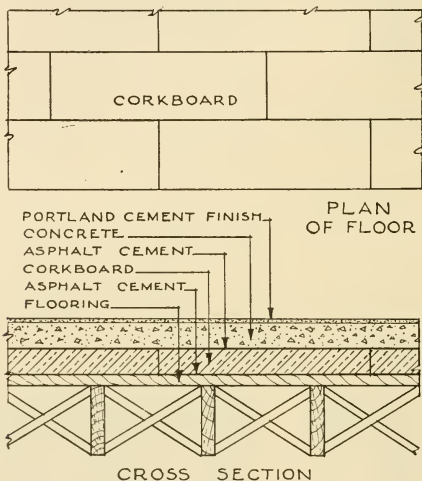 CORKBOARD
PLAN
OF FLOOR
PORTLAND CEMENT FINISH
CONCRETE
ASPHALT CEMENT
CORKBOARD
ASPHALT CEMENT
FLOORING
CROSS SECTION